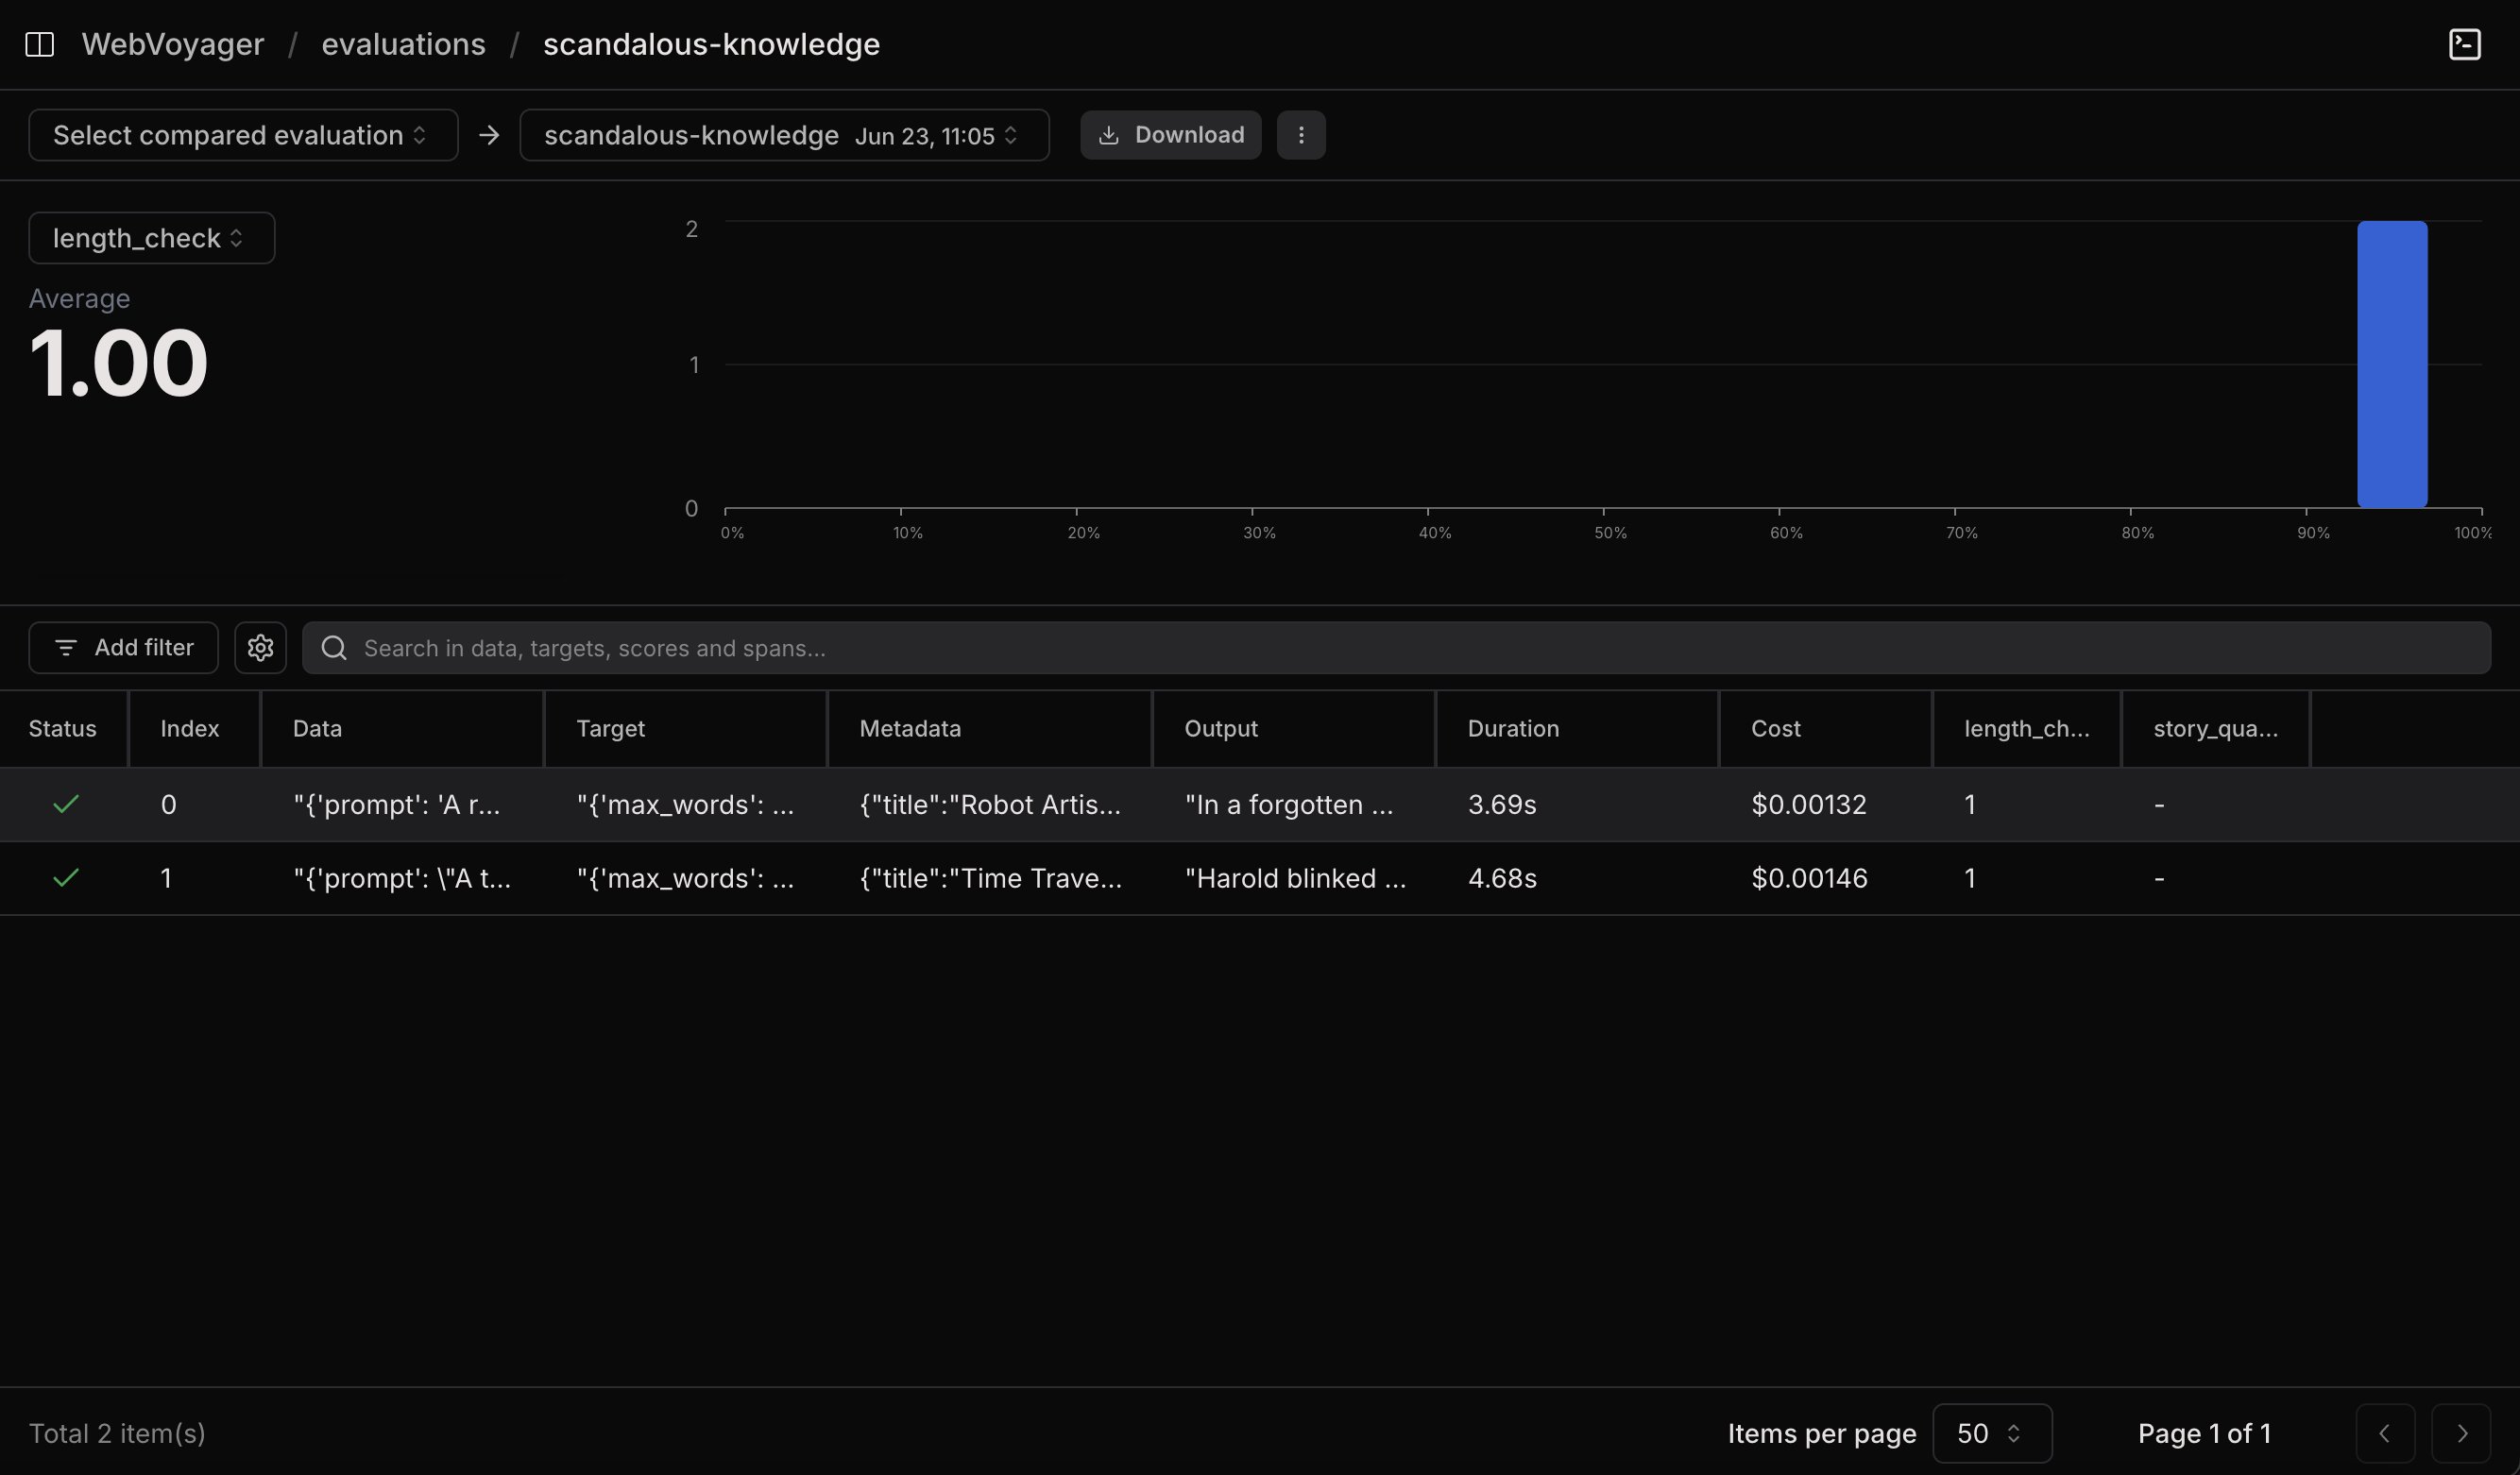 WebVoyager / evaluations / scandalous-knowledge
Select compared evaluation → scandalous-knowledge Jun 23, 11:05 Download
length_check
Average
1.00
2
1
0
0% 10% 20% 30% 40% 50% 60% 70% 80% 90% 100%
Add filter Search in data, targets, scores and spans...
Status Index Data Target Metadata Output Duration Cost length_ch... story_qua...
0 "{'prompt': 'A r... "{'max_words': ... {"title":"Robot Artis... "In a forgotten ... 3.69s $0.00132 1 -
1 "{'prompt': \"A t... "{'max_words': ... {"title":"Time Trave... "Harold blinked ... 4.68s $0.00146 1 -
Total 2 item(s) Items per page 50 Page 1 of 1